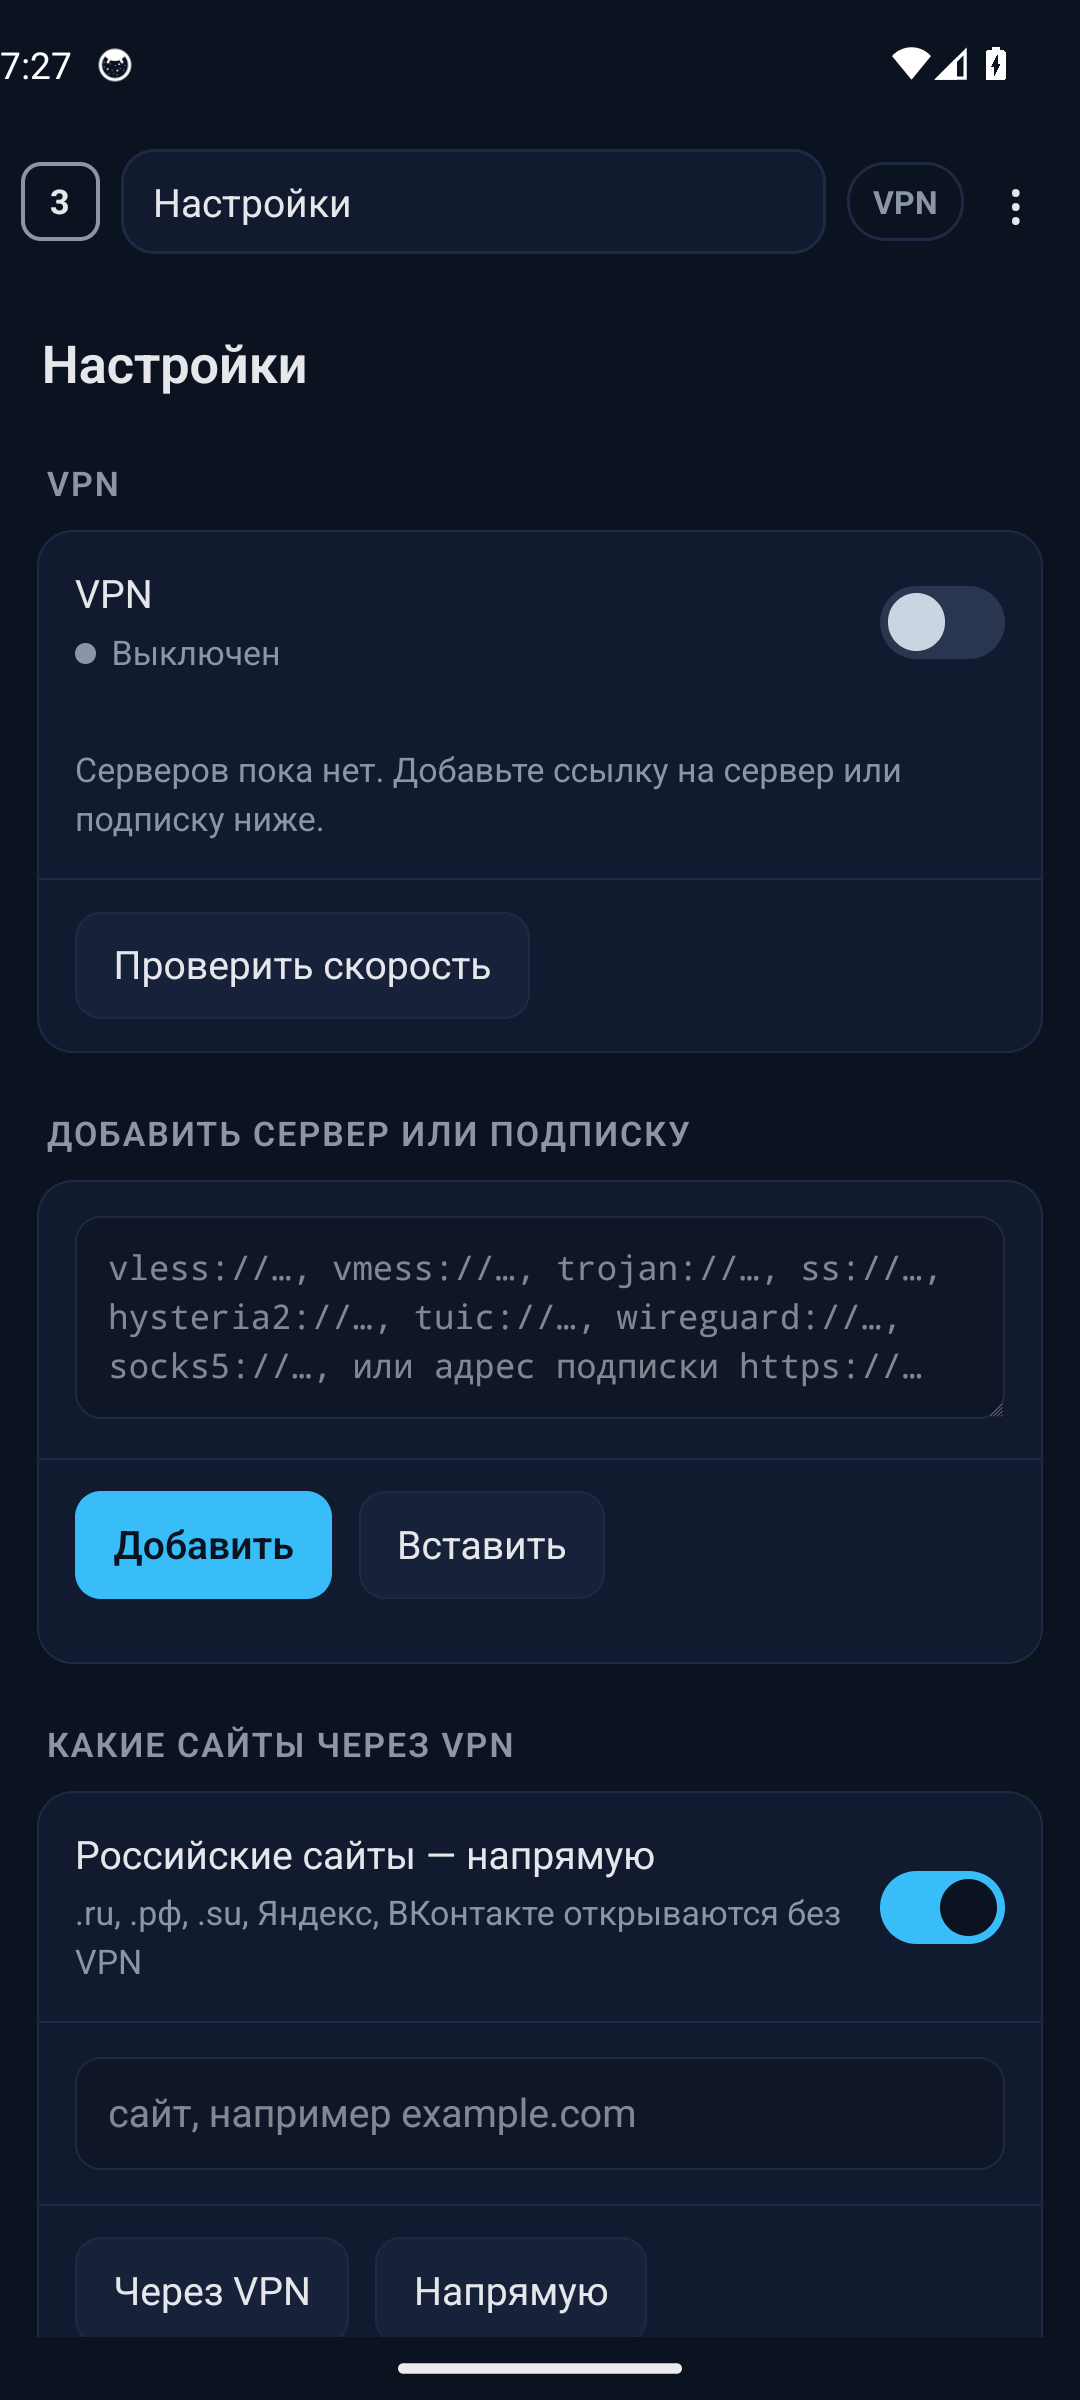 7:27
3
Настройки
VPN
Настройки
VPN
VPN
Выключен
Серверов пока нет. Добавьте ссылку на сервер или
подписку ниже.
Проверить скорость
ДОБАВИТЬ СЕРВЕР ИЛИ ПОДПИСКУ
vless://…, vmess://…, trojan://…, ss://…,
hysteria2://…, tuic://…, wireguard://…,
socks5://…, или адрес подписки https://…
Добавить
Вставить
КАКИЕ САЙТЫ ЧЕРЕЗ VPN
Российские сайты — напрямую
.ru, .рф, .su, Яндекс, ВКонтакте открываются без
VPN
сайт, например example.com
Через VPN
Напрямую